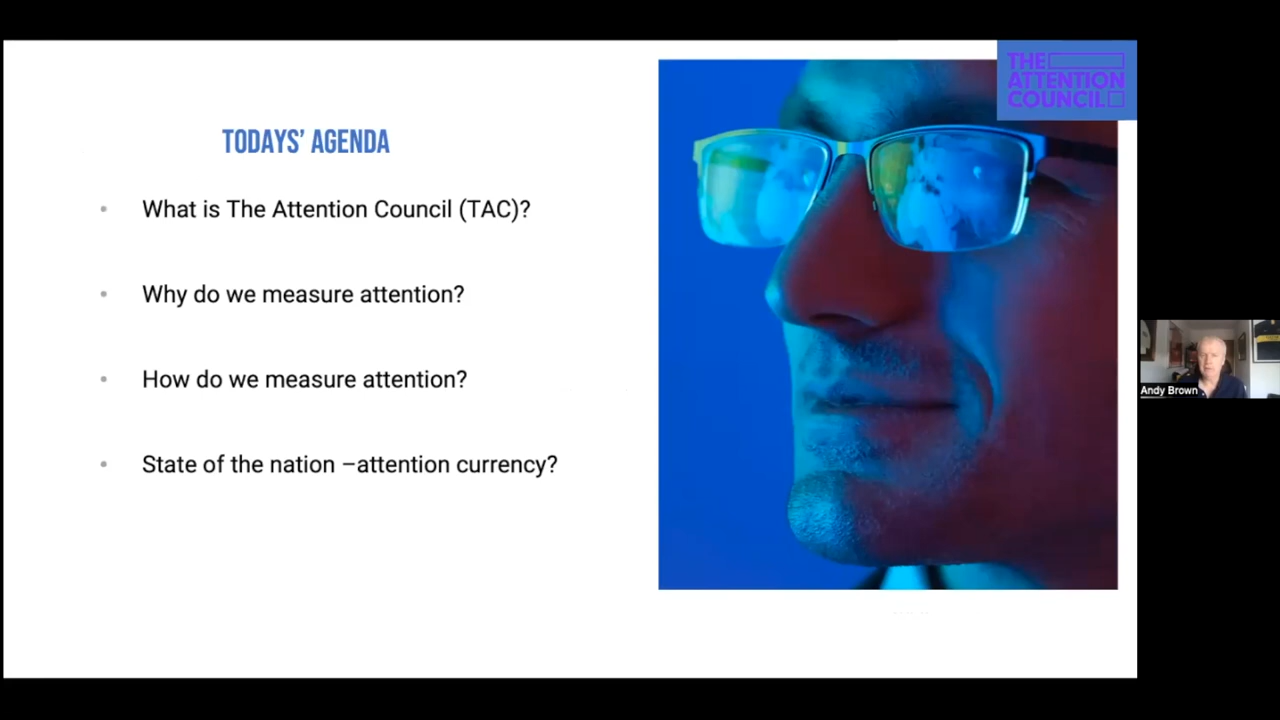 TODAYS’ AGENDA
• What is The Attention Council (TAC)?
• Why do we measure attention?
• How do we measure attention?
• State of the nation –attention currency?
THE
ATTENTION
COUNCIL
Andy Brown